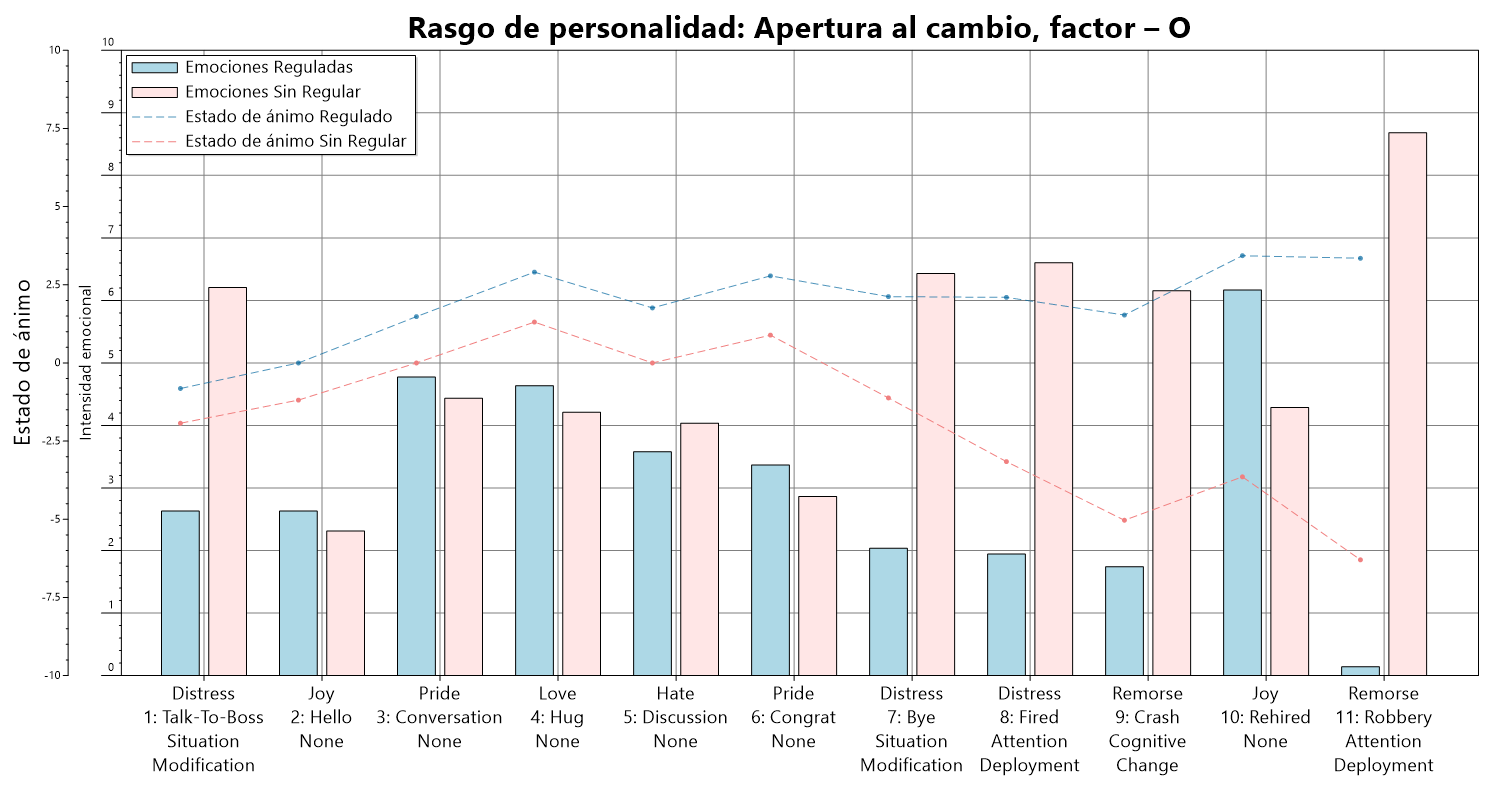 Rasgo de personalidad: Apertura al cambio, factor – O
Emociones Reguladas
Emociones Sin Regular
Estado de ánimo Regulado
Estado de ánimo Sin Regular
Estado de ánimo
10
7.5
5
2.5
0
-2.5
-5
-7.5
-10
Intensidad emocional
10
9
8
7
6
5
4
3
2
1
0
Distress
1: Talk-To-Boss
Situation
Modification
Joy
2: Hello
None
Pride
3: Conversation
None
Love
4: Hug
None
Hate
5: Discussion
None
Pride
6: Congrat
None
Distress
7: Bye
Situation
Modification
Distress
8: Fired
Attention
Deployment
Remorse
9: Crash
Cognitive
Change
Joy
10: Rehired
None
Remorse
11: Robbery
Attention
Deployment